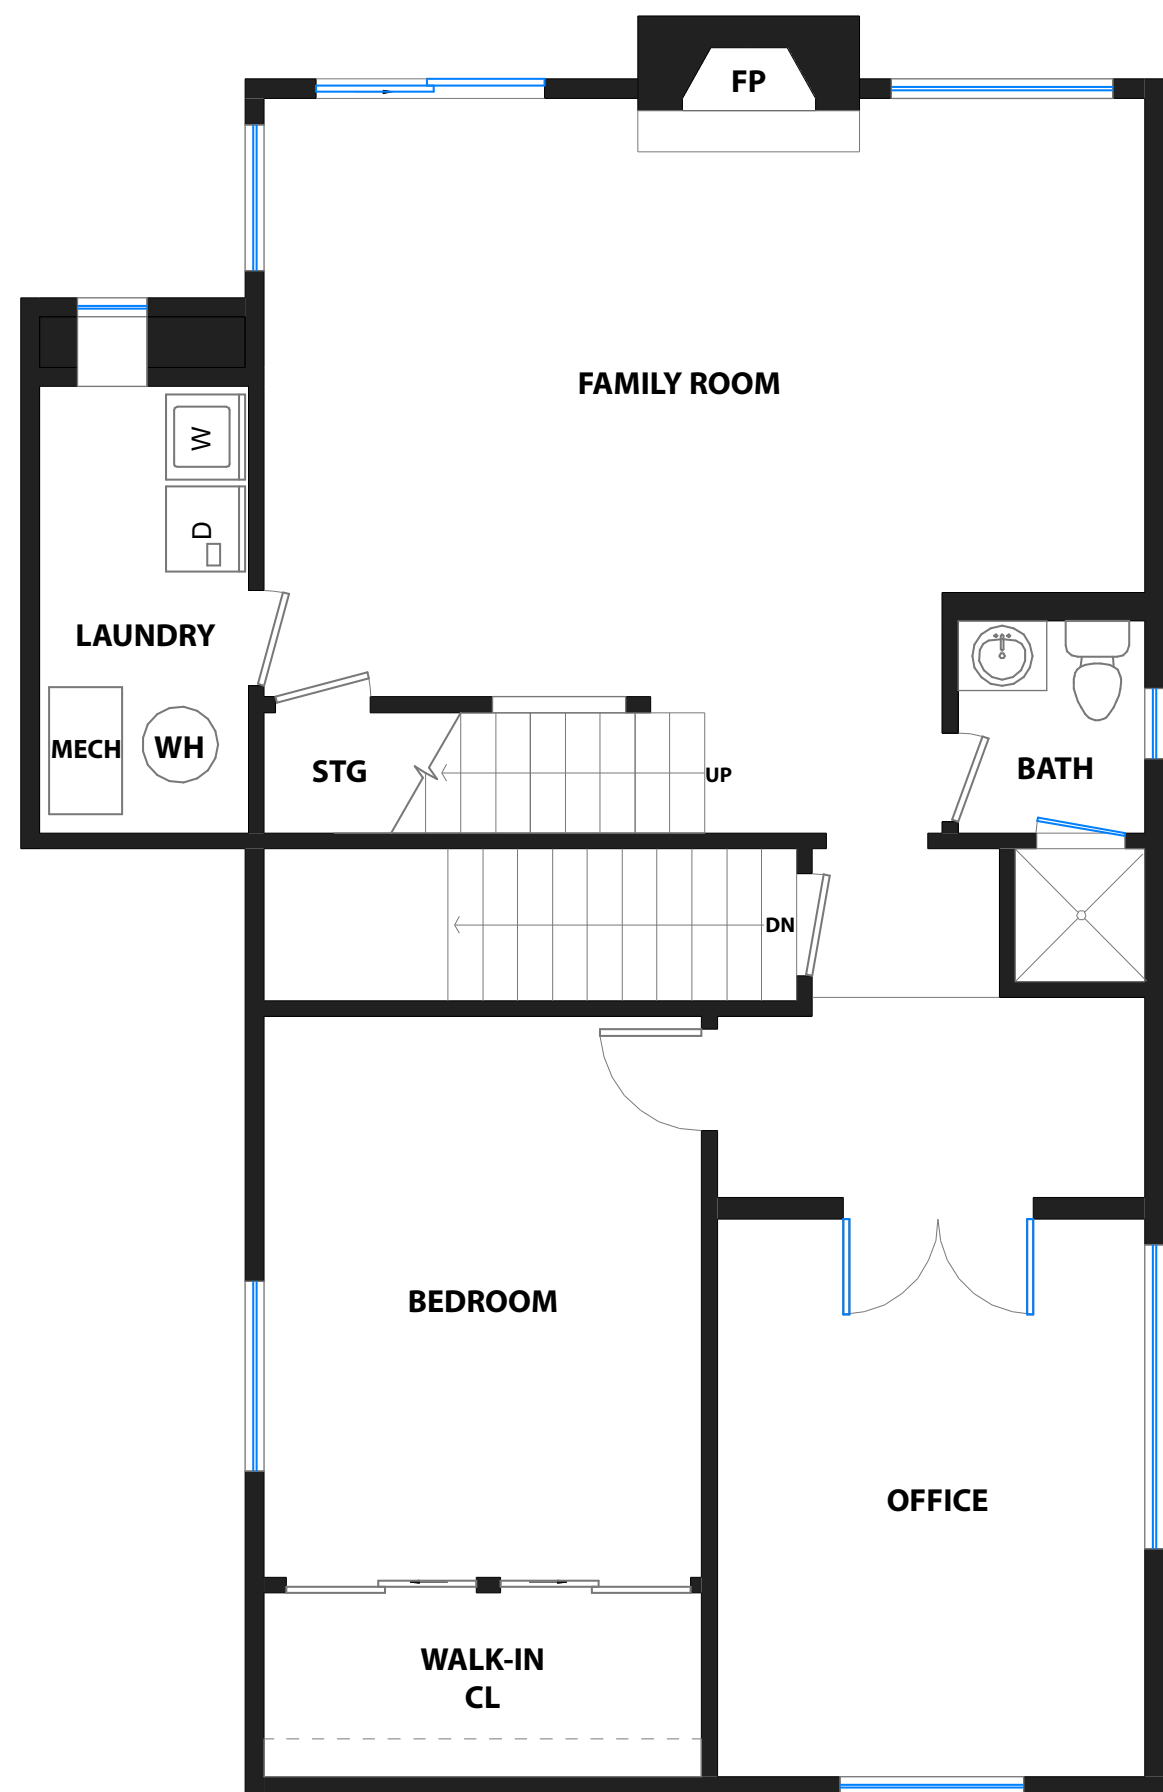 FP
FAMILY ROOM
W
D
LAUNDRY
MECH
WH
STG
UP
BATH
DN
BEDROOM
OFFICE
WALK-IN
CL